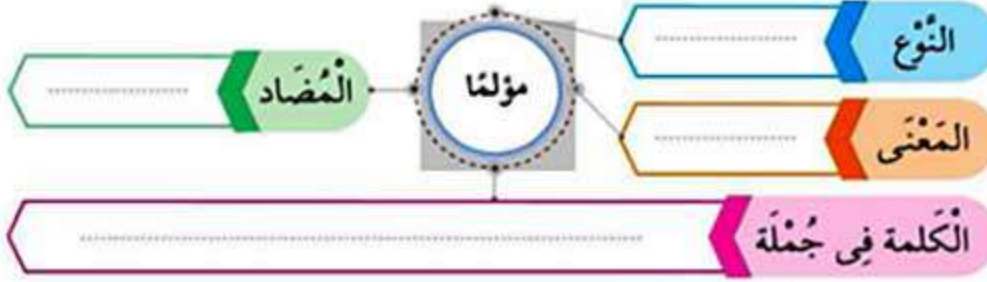 النَّوْع
مؤلمًا
الْمُضَاد
المَعْنَى
الْكَلمة فِى جُمْلَة